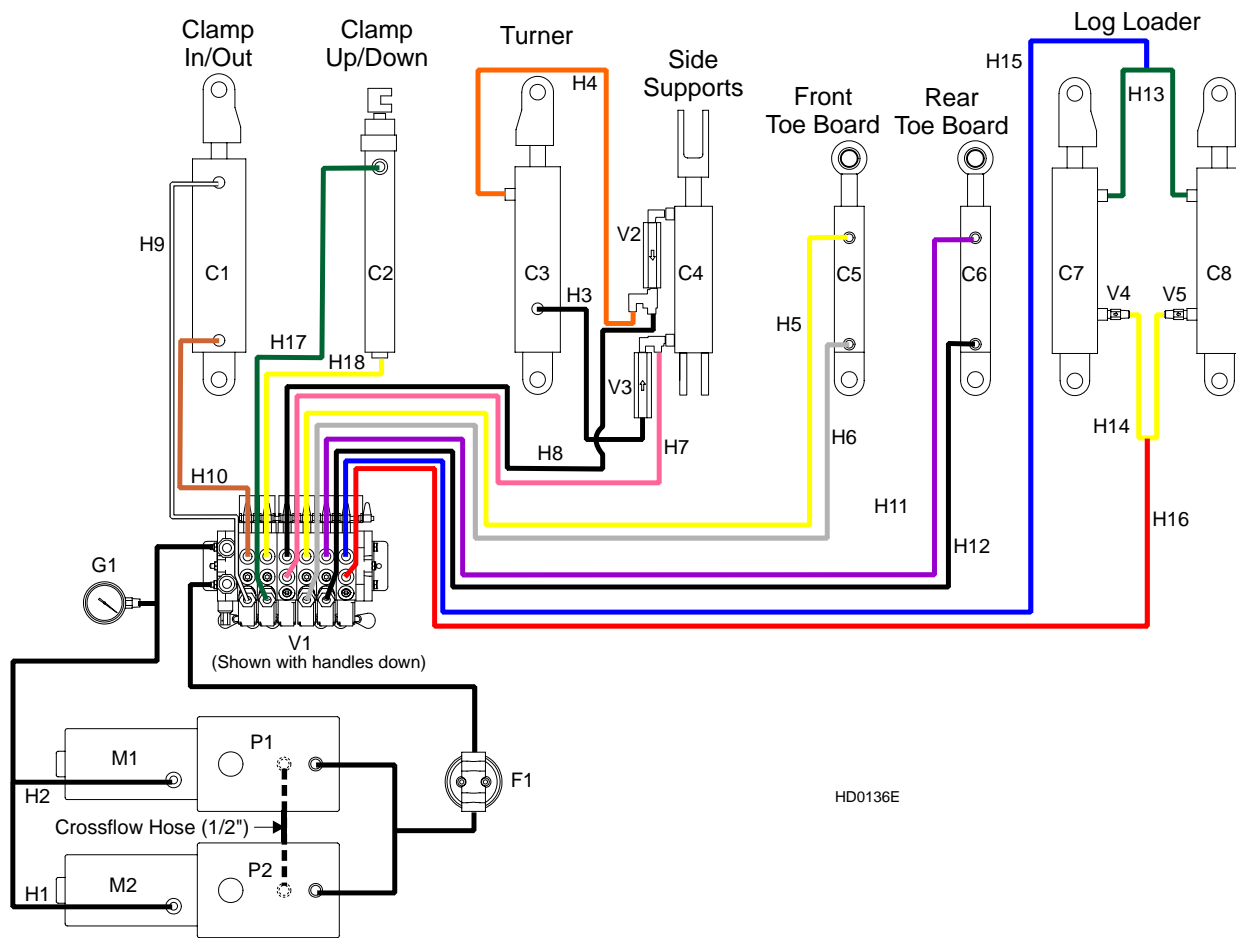 Clamp
In/Out
Clamp
Up/Down
Turner
Side
Supports
Front
Toe Board
Rear
Toe Board
Log Loader
H4
H15
H13
H9
C1
C2
C3
V2
C4
C5
C6
C7
C8
V4
V5
H3
H17
H18
V3
H5
H6
H7
H8
H14
H10
H11
H12
H16
G1
V1
(Shown with handles down)
M1
P1
H2
F1
HD0136E
Crossflow Hose (1/2")
M2
P2
H1